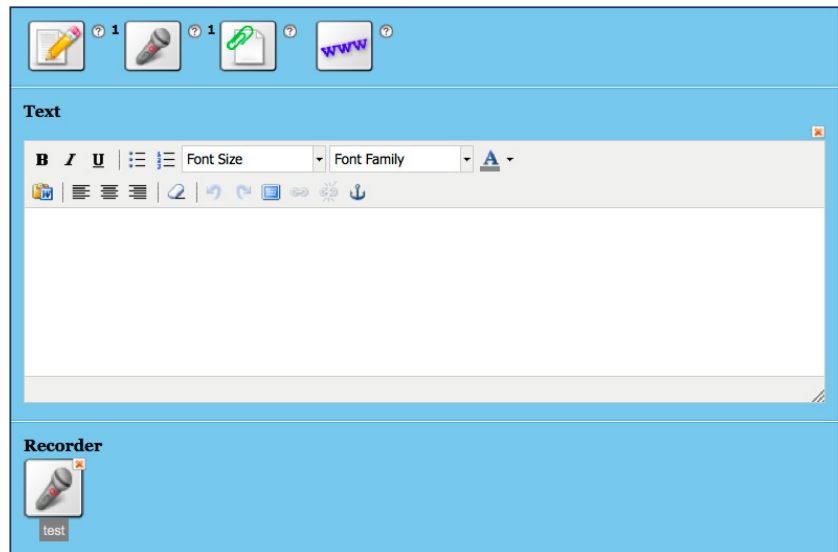 ? 1 ? 1 ? www ?
Text
B I U Font Size Font Family A
W
Recorder
test